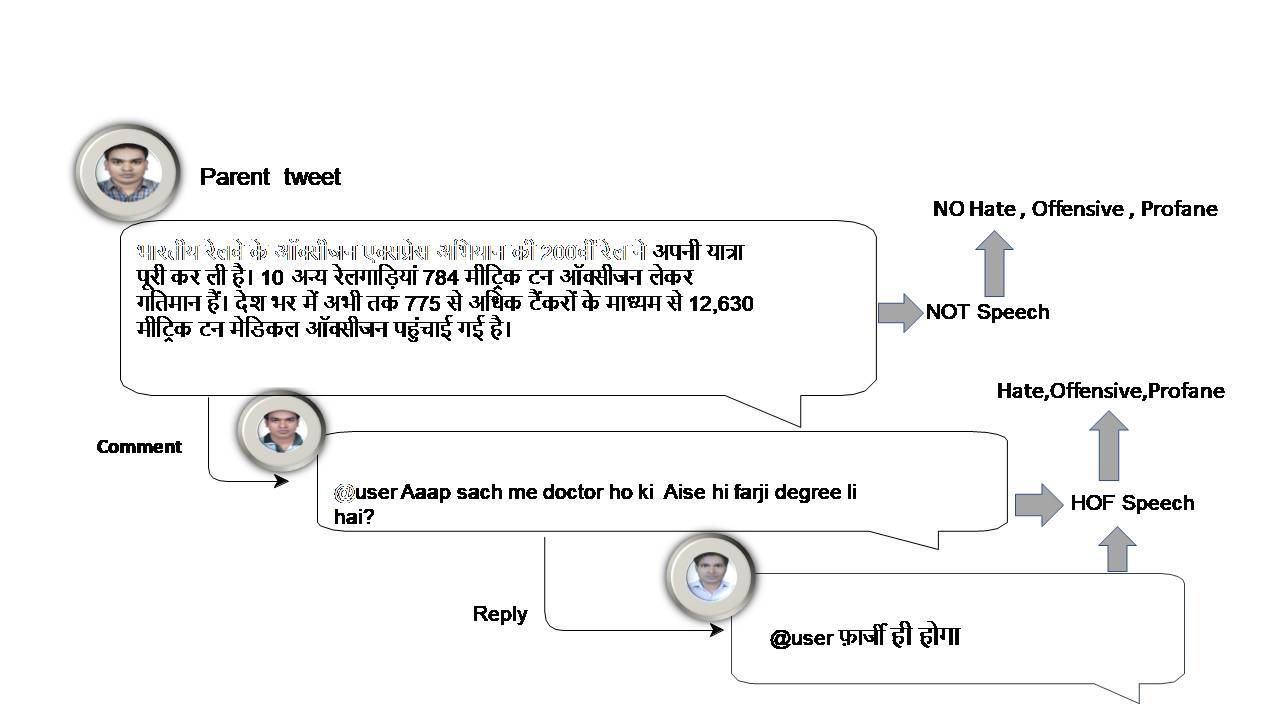 Parent tweet
NO Hate , Offensive , Profane
भारतीय रेलवे के ऑक्सीजन एक्सप्रेस अभियान की 200वीं रेल ने अपनी यात्रा
पूरी कर ली है। 10 अन्य रेलगाड़ियां 784 मीट्रिक टन ऑक्सीजन लेकर
गतिमान हैं। देश भर में अभी तक 775 से अधिक टैंकरों के माध्यम से 12,630
मीट्रिक टन मेडिकल ऑक्सीजन पहुंचाई गई है।
NOT Speech
Hate,Offensive,Profane
Comment
@user Aaap sach me doctor ho ki Aise hi farji degree li
hai?
HOF Speech
Reply
@user फ़ार्जी ही होगा